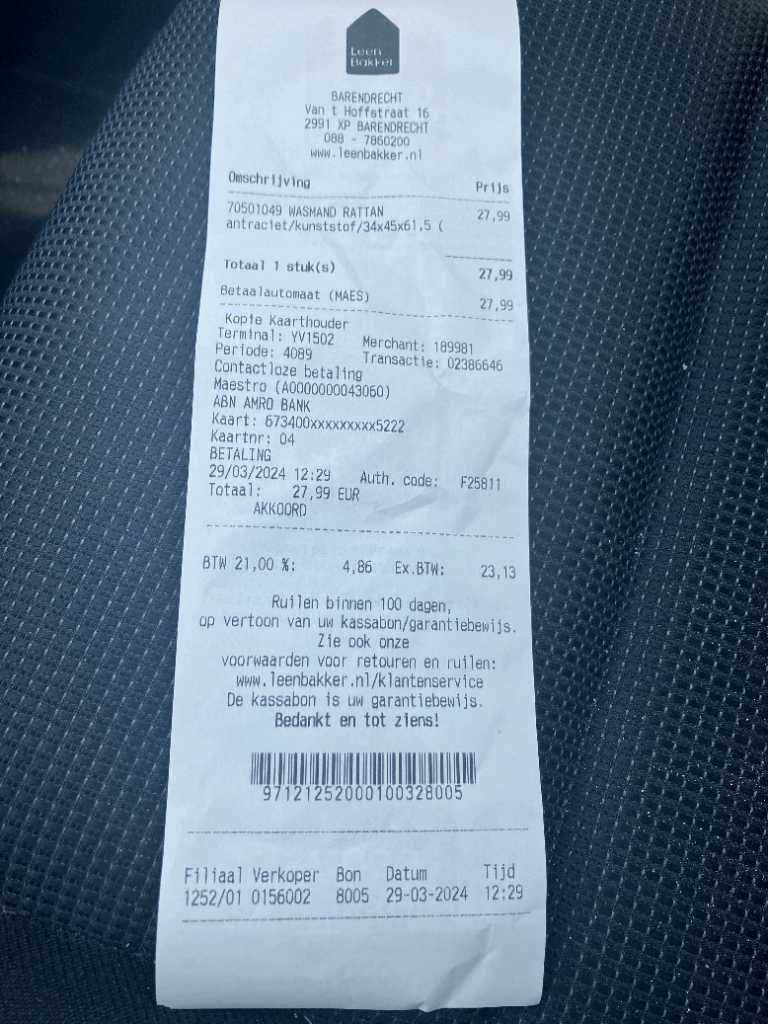 Leen
Bakker
BARENDRECHT
Van t Hoffstraat 16
2991 XP BARENDRECHT
088 - 7860200
www.leenbakker.nl
Omschrijving Prijs
70501049 WASMAND RATTAN 27,99
antraciet/kunststof/34x45x61,5 (
Totaal 1 stuk(s) 27,99
Betaalautomaat (MAES) 27,99
Kopie Kaarthouder
Terminal: YV1502 Merchant: 189981
Periode: 4089 Transactie: 02386646
Contactloze betaling
Maestro (A0000000043060)
ABN AMRO BANK
Kaart: 673400xxxxxxxxx5222
Kaartnr: 04
BETALING
29/03/2024 12:29 Auth. code: F25811
Totaal: 27,99 EUR
AKKOORD
BTW 21,00 %: 4,86 Ex.BTW: 23,13
Ruilen binnen 100 dagen,
op vertoon van uw kassabon/garantiebewijs.
Zie ook onze
voorwaarden voor retouren en ruilen:
www.leenbakker.nl/klantenservice
De kassabon is uw garantiebewijs.
Bedankt en tot ziens!
97121252000100328005
Filiaal Verkoper Bon Datum Tijd
1252/01 0156002 8005 29-03-2024 12:29